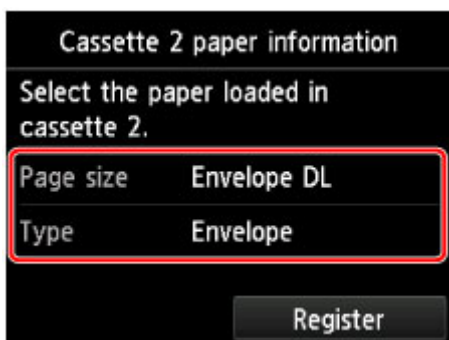 Cassette 2 paper information
Select the paper loaded in
cassette 2.
Page size Envelope DL
Type Envelope
Register